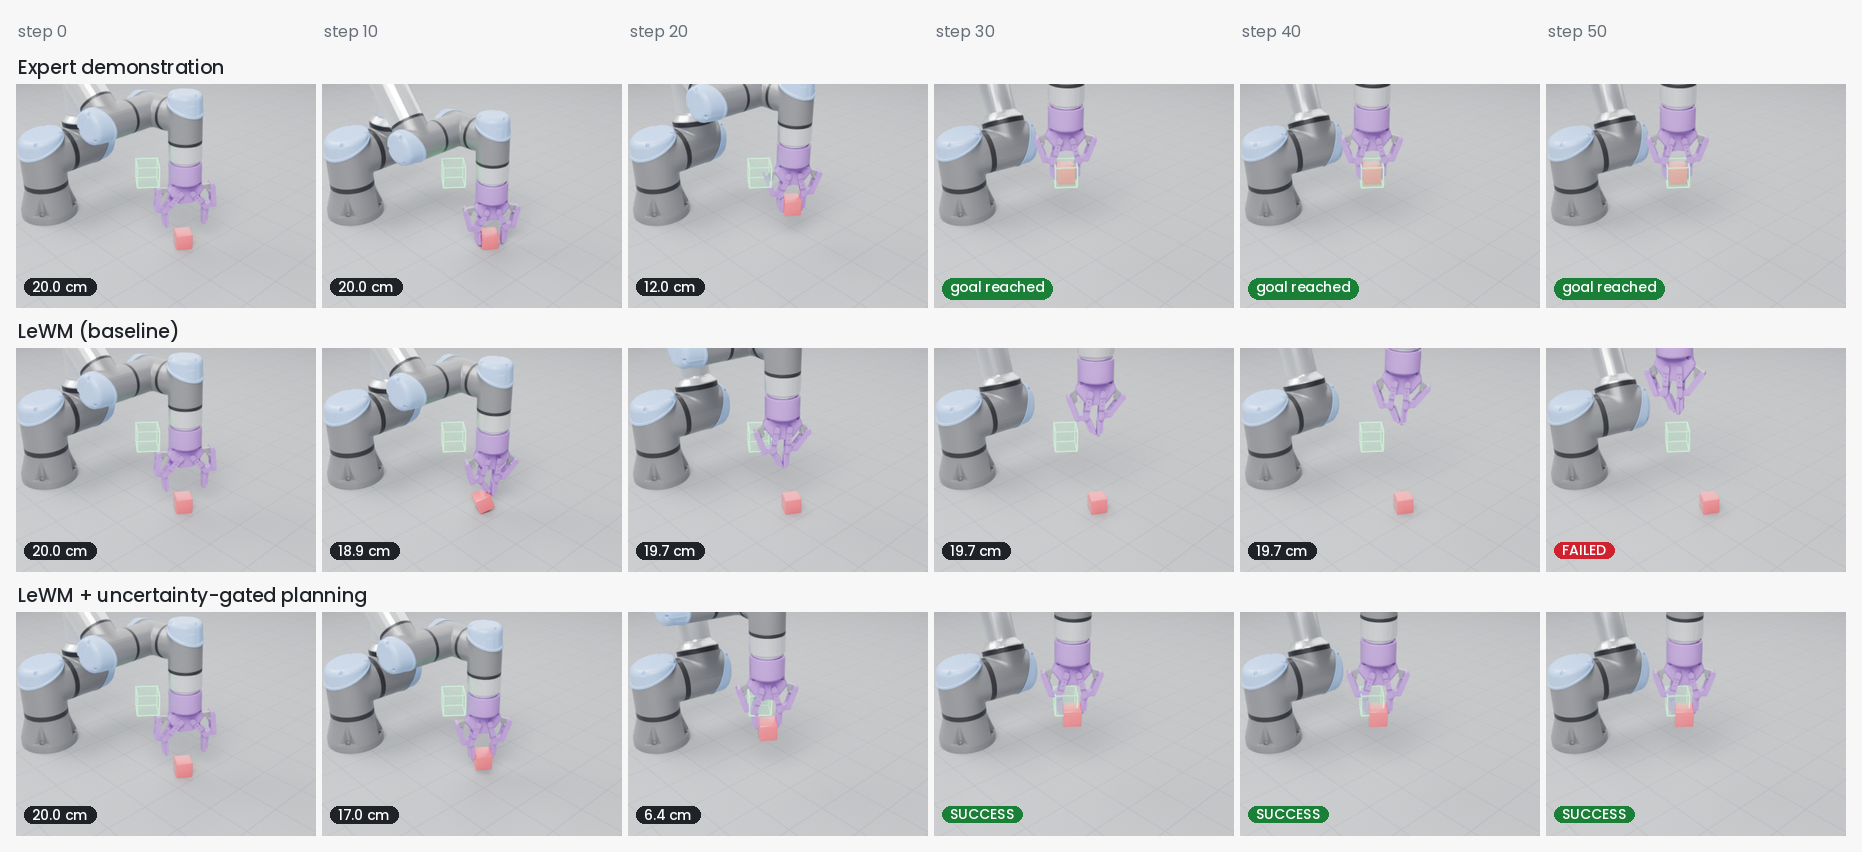 step 0 step 10 step 20 step 30 step 40 step 50
Expert demonstration
20.0 cm 20.0 cm 12.0 cm goal reached goal reached goal reached
LeWM (baseline)
20.0 cm 18.9 cm 19.7 cm 19.7 cm 19.7 cm FAILED
LeWM + uncertainty-gated planning
20.0 cm 17.0 cm 6.4 cm SUCCESS SUCCESS SUCCESS